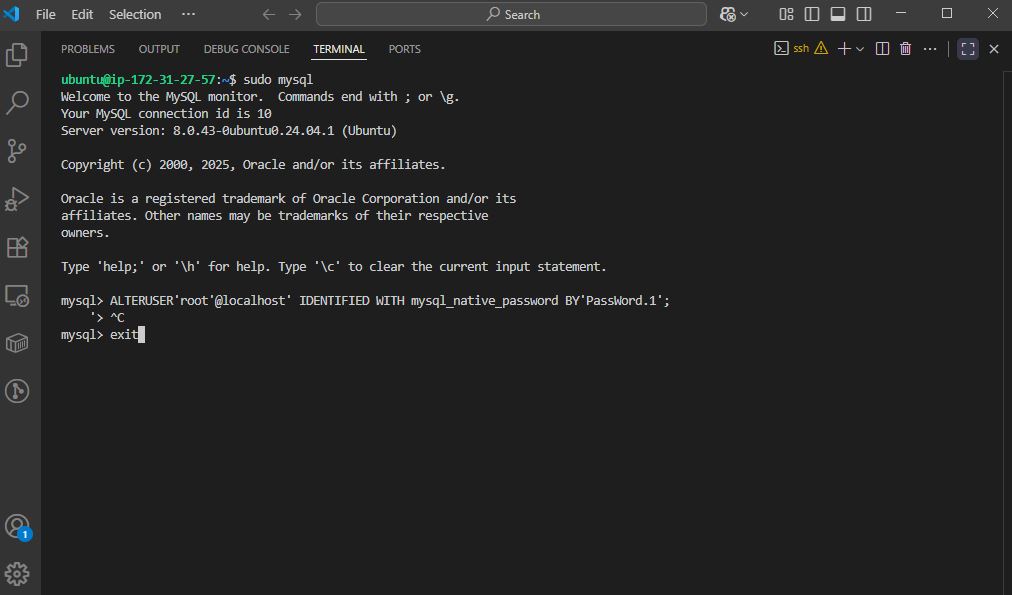 File Edit Selection ··· Search
PROBLEMS OUTPUT DEBUG CONSOLE TERMINAL PORTS ssh
ubuntu@ip-172-31-27-57:~$ sudo mysql
Welcome to the MySQL monitor.  Commands end with ; or \g.
Your MySQL connection id is 10
Server version: 8.0.43-0ubuntu0.24.04.1 (Ubuntu)
Copyright (c) 2000, 2025, Oracle and/or its affiliates.
Oracle is a registered trademark of Oracle Corporation and/or its
affiliates. Other names may be trademarks of their respective
owners.
Type 'help;' or '\h' for help. Type '\c' to clear the current input statement.
mysql> ALTERUSER'root'@localhost' IDENTIFIED WITH mysql_native_password BY'PassWord.1';
'> ^C
mysql> exit
1